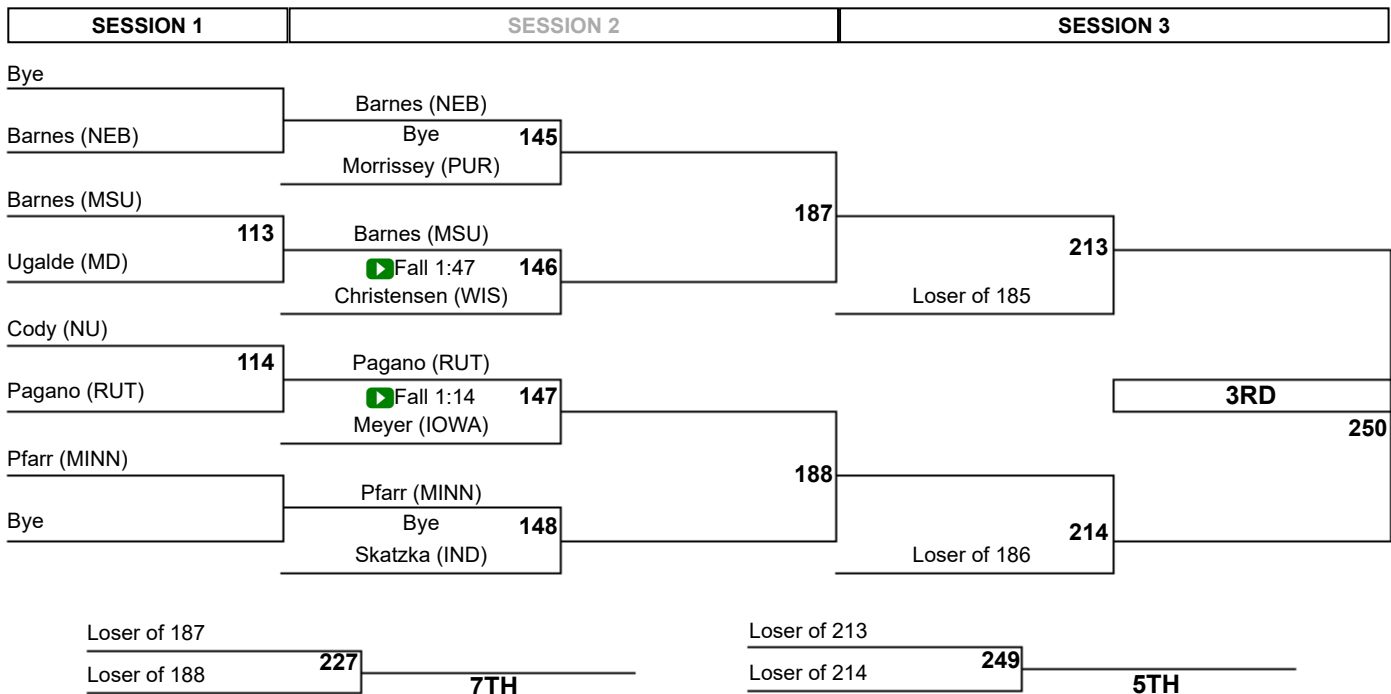 SESSION 1 SESSION 2 SESSION 3
Bye
Barnes (NEB)
Barnes (NEB)
Bye 145
Morrissey (PUR)
Barnes (MSU)
187
113 Barnes (MSU)
213
Ugalde (MD)
Fall 1:47 146
Christensen (WIS)
Loser of 185
Cody (NU)
114 Pagano (RUT)
Pagano (RUT)
Fall 1:14 147
3RD
Meyer (IOWA)
250
Pfarr (MINN)
188
Pfarr (MINN)
Bye
Bye 148
214
Skatzka (IND)
Loser of 186
Loser of 187
227
Loser of 188
7TH
Loser of 213
249
Loser of 214
5TH